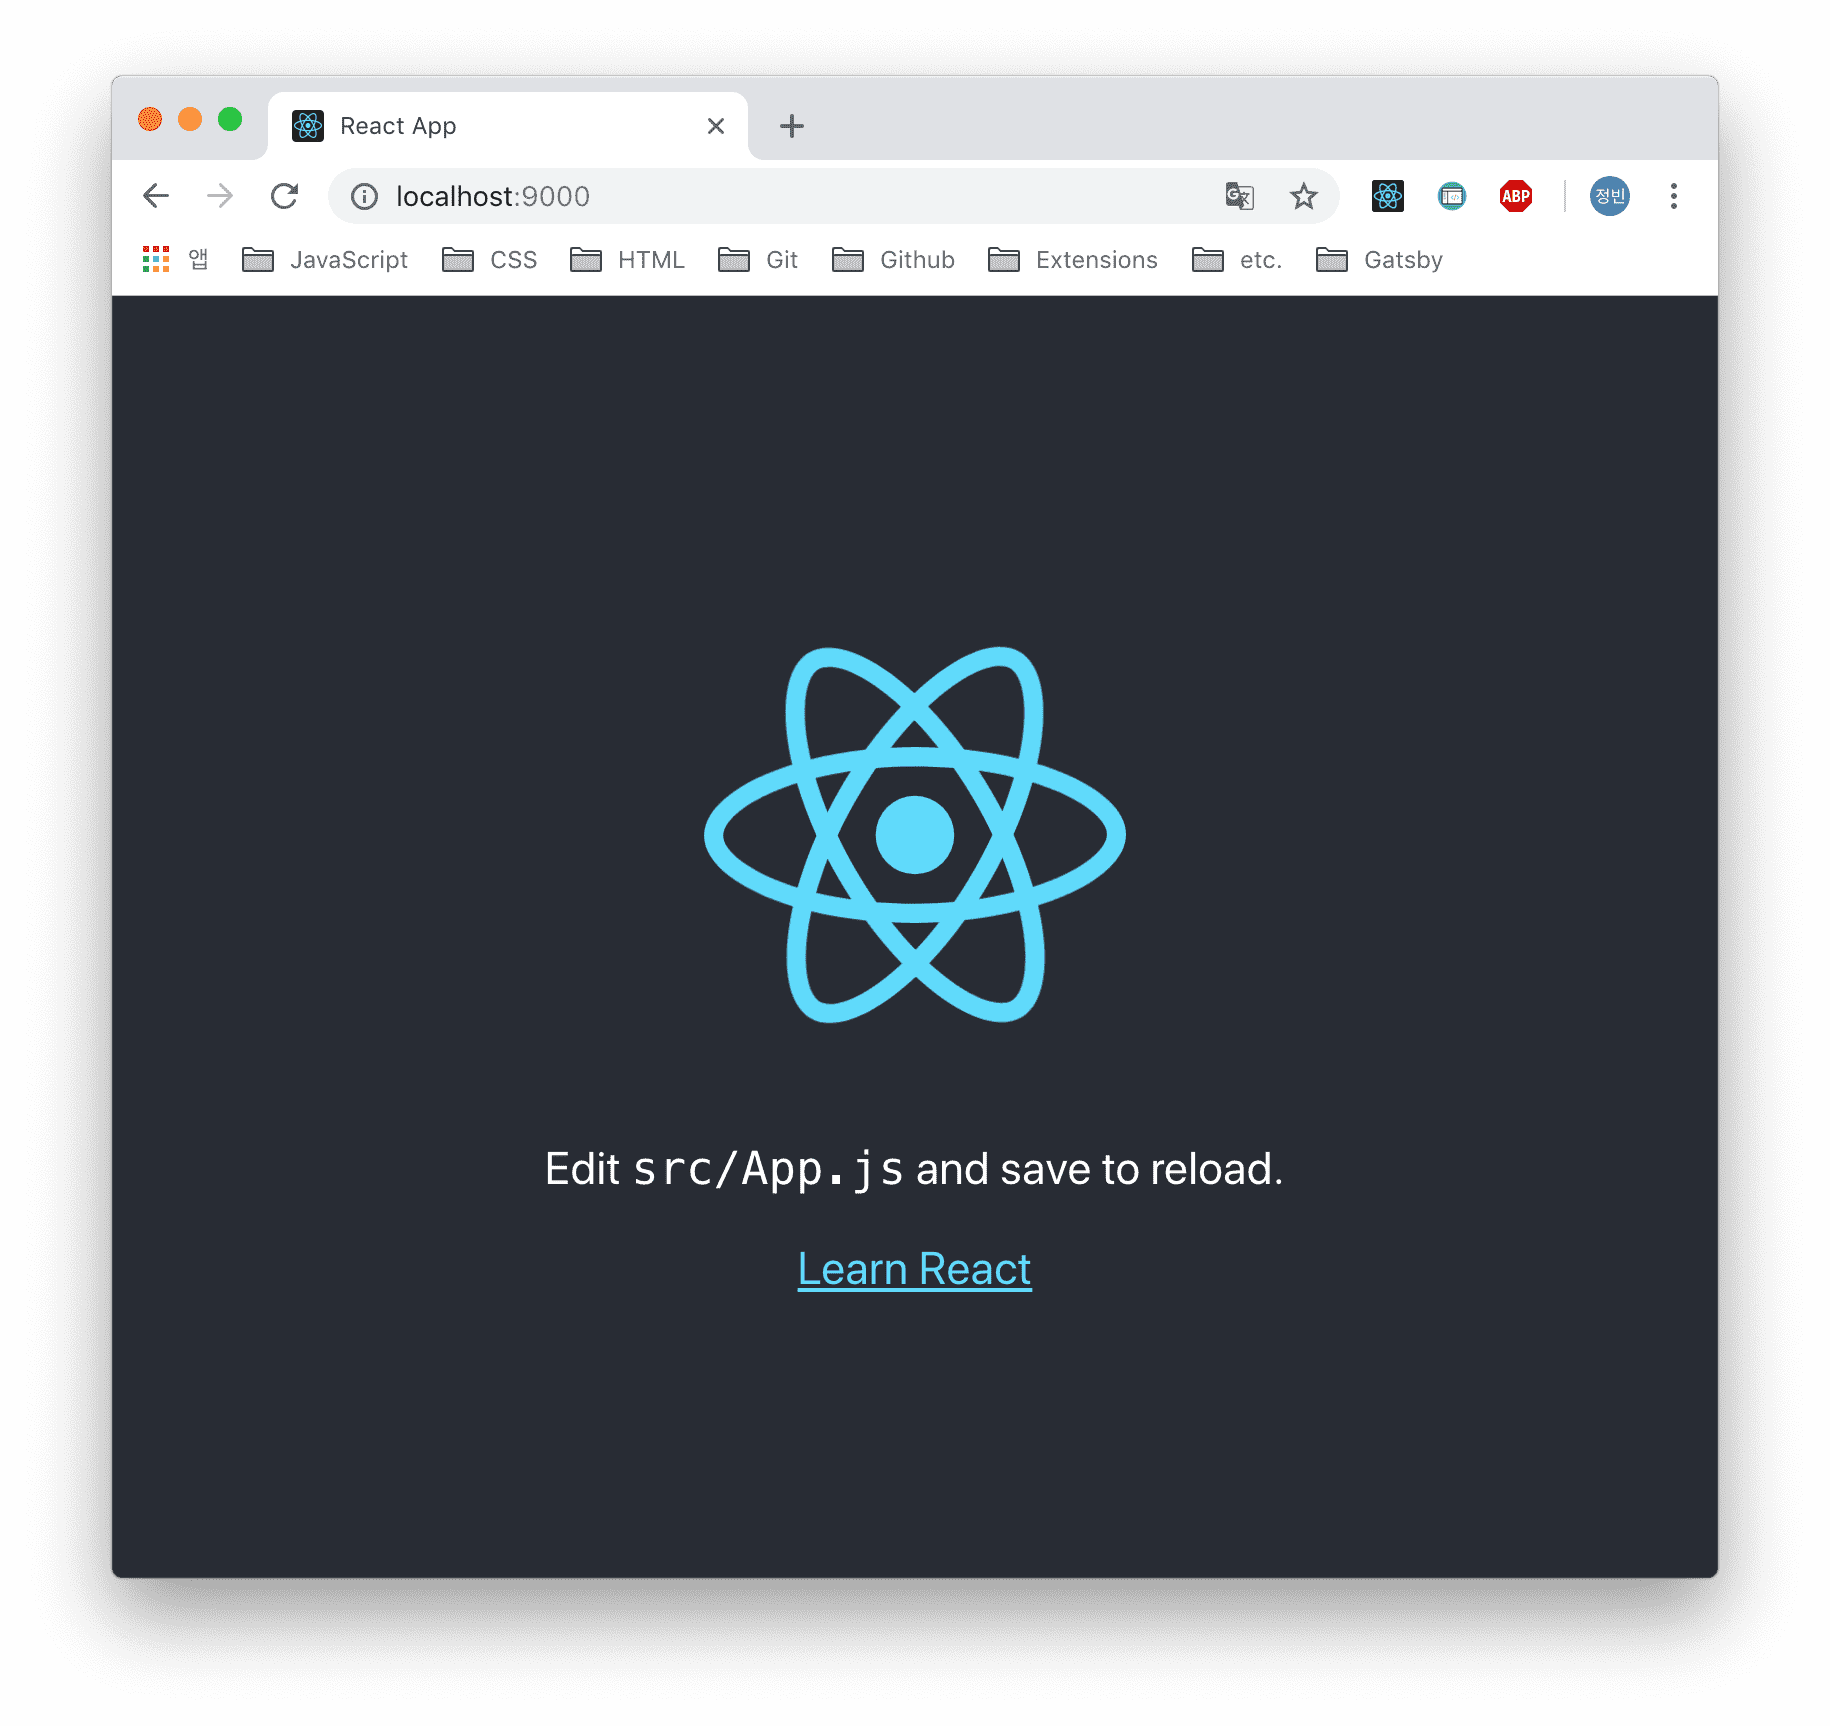 React App
localhost:9000
ABP
정빈
앱 JavaScript CSS HTML Git Github Extensions etc. Gatsby
Edit src/App.js and save to reload.
Learn React